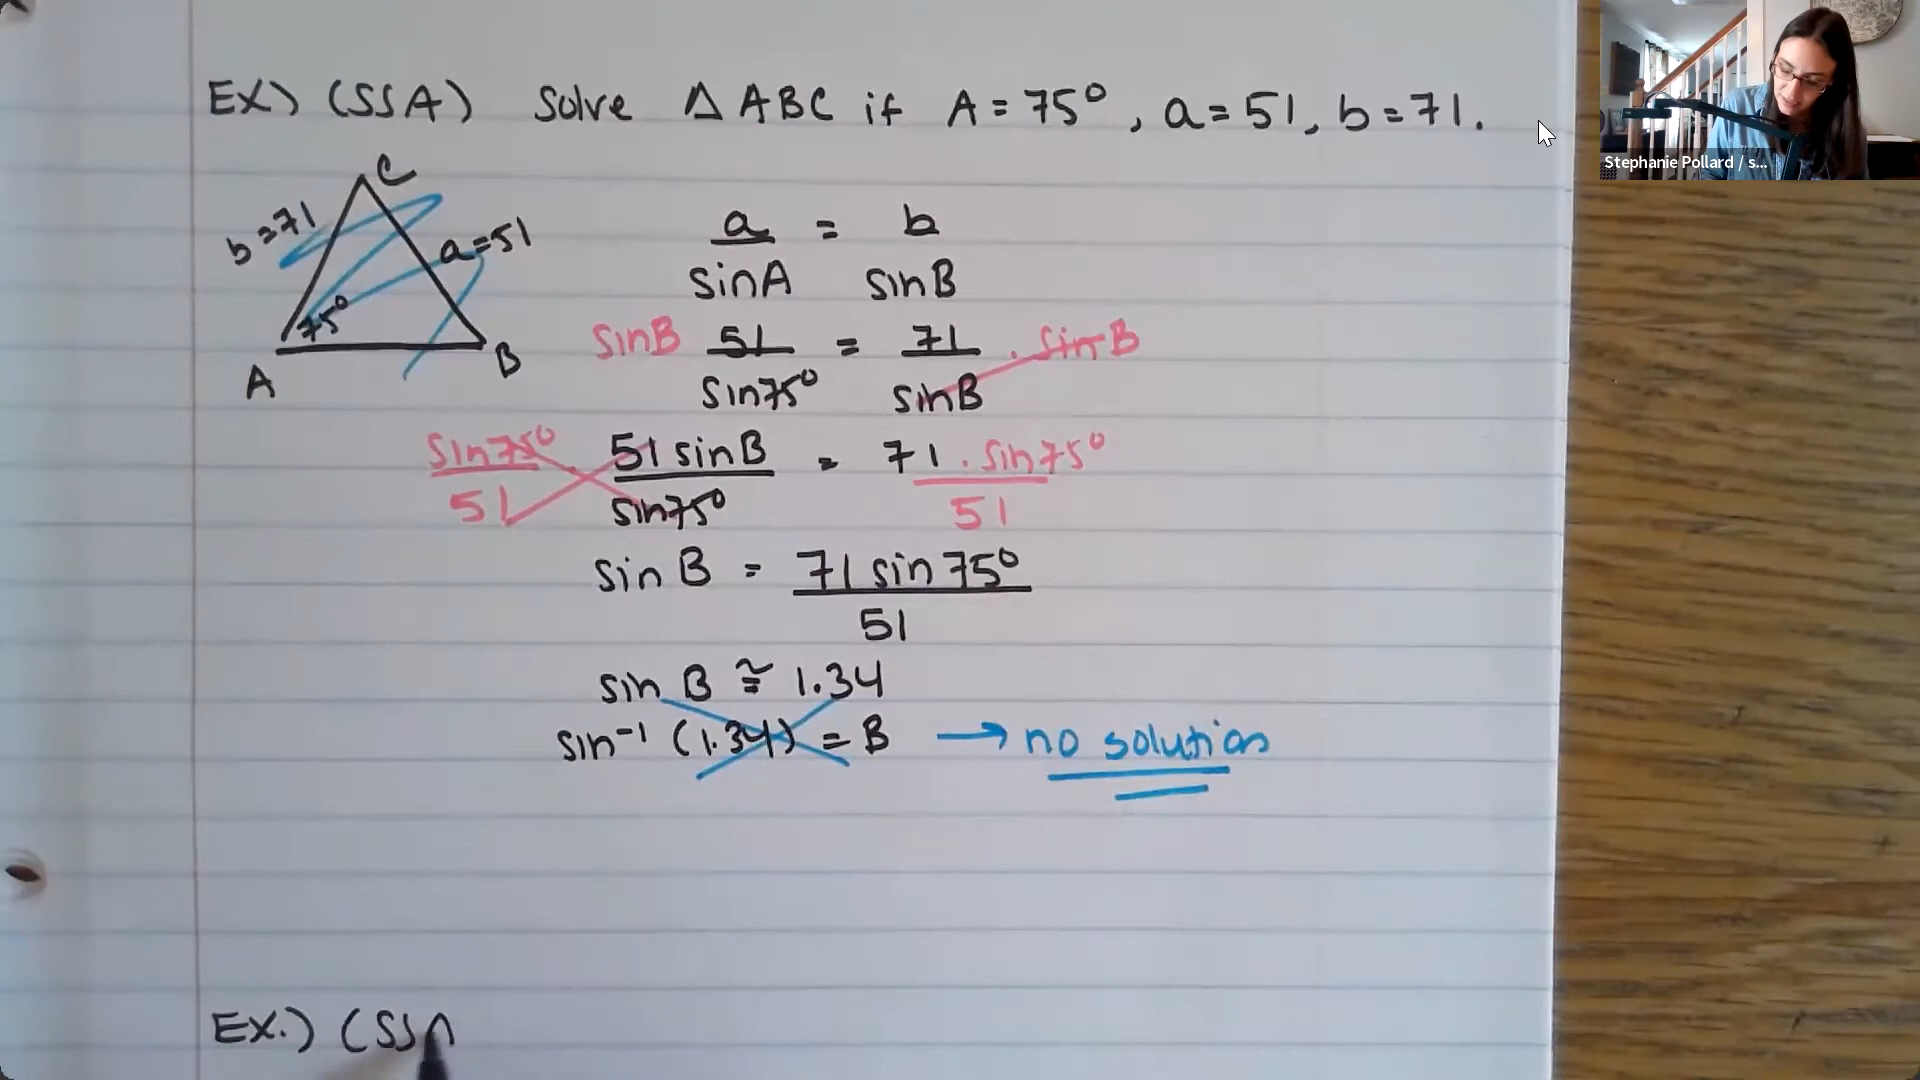 EX) (SSA) Solve △ABC if A = 75°, a = 51, b = 71.
Stephanie Pollard / s...
C
b = 71
a = 51
75°
A
B
a = b
sinA sinB
sinB 51 = 71 . sinB
sin75° sinB
sin75° 51 sinB = 71 . sin75°
51 sin75° 51
sin B = 71 sin 75°
51
sin B ≅ 1.34
sin⁻¹ (1.34) = B → no solution
EX.) (SSA